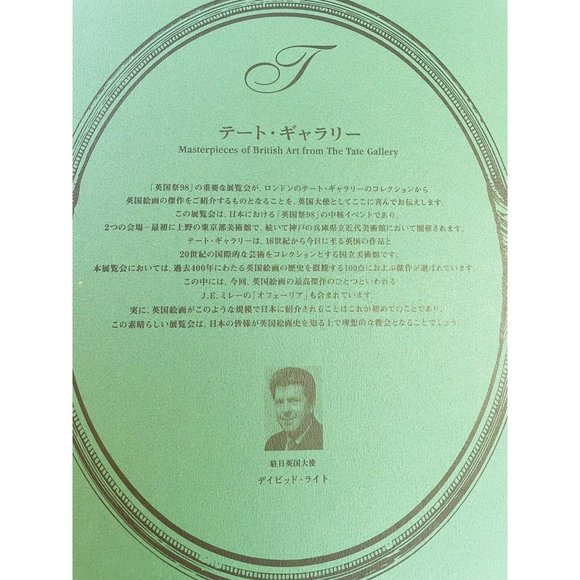 T
テート・ギャラリー
Masterpieces of British Art from The Tate Gallery
「英国祭98」の重要な展覧会が、ロンドンのテート・ギャラリーのコレクションから
英国絵画の傑作をご紹介するものとなることを、英国大使としてここに喜んでお伝えします。
この展覧会は、日本における「英国祭98」の中核イベントであり、
2つの会場ー最初に上野の東京都美術館で、続いて神戸の兵庫県立近代美術館において開催されます。
テート・ギャラリーは、16世紀から今日に至る英国の作品と
20世紀の国際的な芸術をコレクションとする国立美術館です。
本展覧会においては、過去400年にわたる英国絵画の歴史を概観する100点におよぶ傑作が選ばれています。
この中には、今回、英国絵画の最高傑作のひとつといわれる
J.E.ミレーの「オフィーリア」も含まれています。
実に、英国絵画がこのような規模で日本に紹介されることはこれが初めてのことであり、
この素晴らしい展覧会は、日本の皆様が英国絵画史を知る上で理想的な機会となることでしょう。
駐日英国大使
デイビッド・ライト